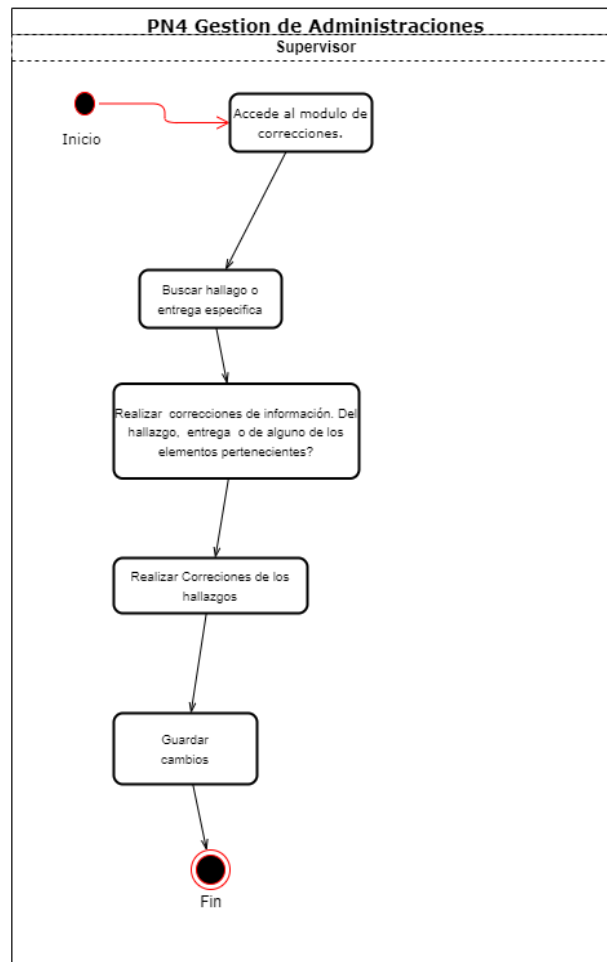 PN4 Gestion de Administraciones
Supervisor
Inicio
Accede al modulo de
correcciones.
Buscar hallago o
entrega especifica
Realizar correcciones de información. Del
hallazgo, entrega o de alguno de los
elementos pertenecientes?
Realizar Correciones de los
hallazgos
Guardar
cambios
Fin